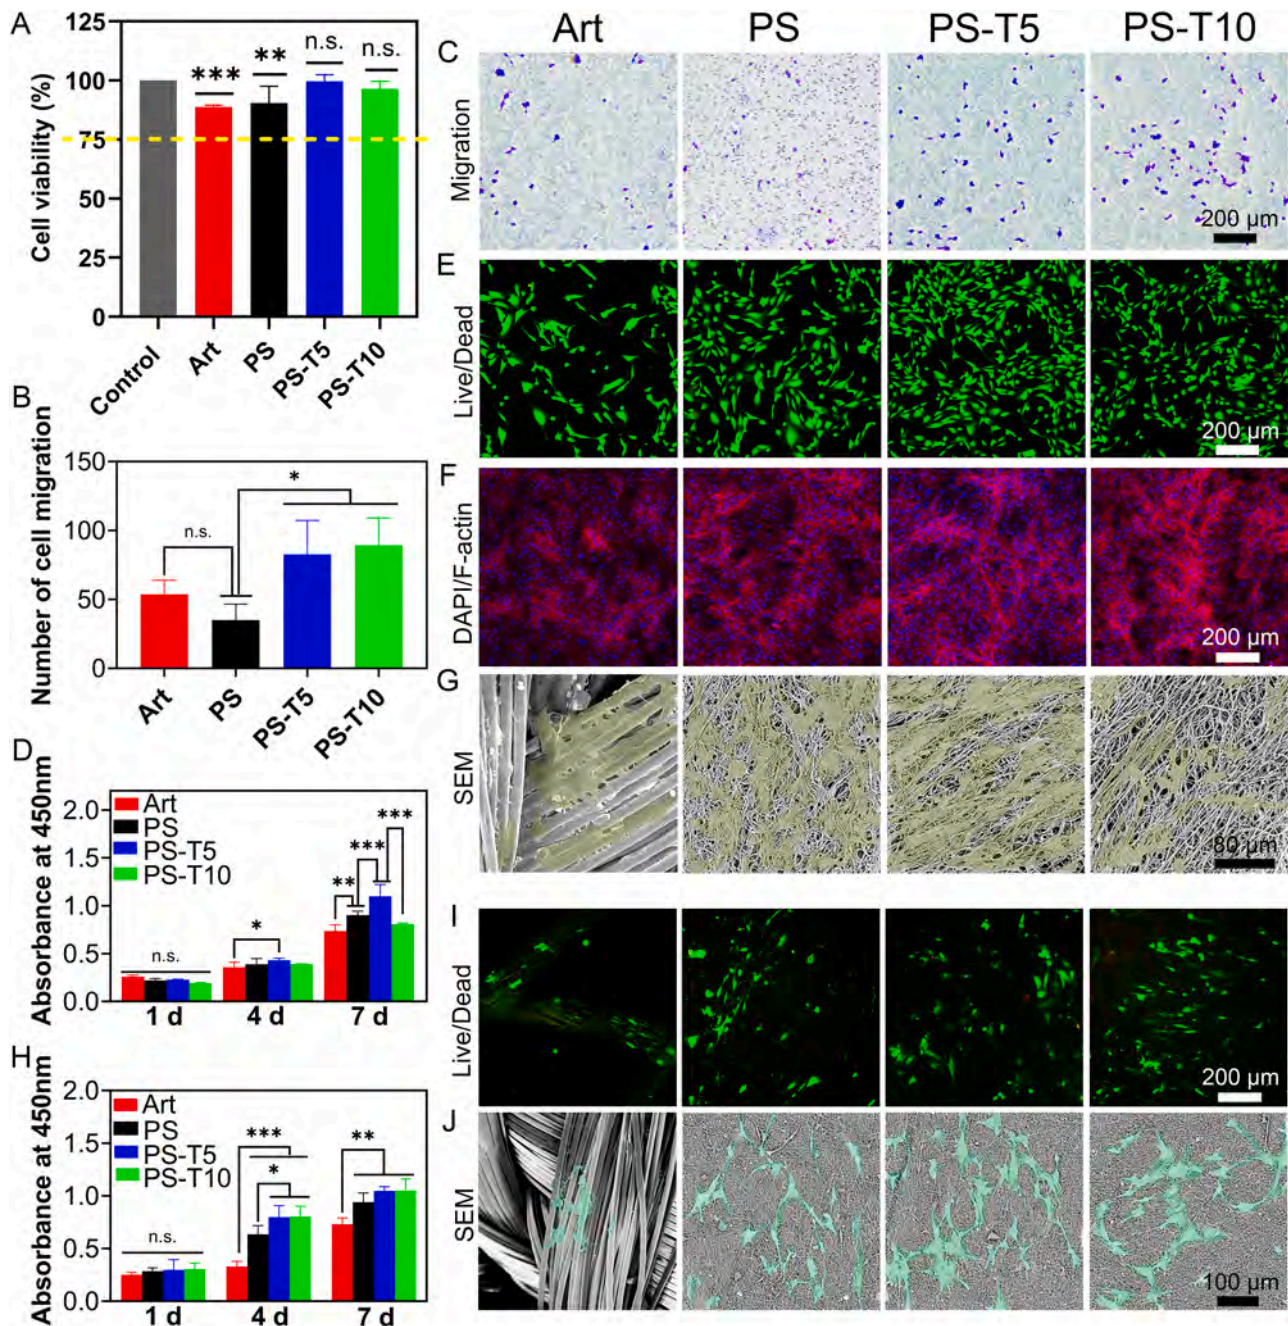 A
125
100
75
50
25
0
Cell viability (%)
***
**
n.s.
n.s.
Control
Art
PS
PS-T5
PS-T10
B
150
100
50
0
Number of cell migration
n.s.
*
Art
PS
PS-T5
PS-T10
Art
PS
PS-T5
PS-T10
C
Migration
200 µm
E
Live/Dead
200 µm
F
DAPI/F-actin
200 µm
G
SEM
80 µm
D
2.0
1.5
1.0
0.5
0.0
Absorbance at 450nm
Art
PS
PS-T5
PS-T10
n.s.
*
**
***
***
1 d
4 d
7 d
H
2.0
1.5
1.0
0.5
0.0
Absorbance at 450nm
Art
PS
PS-T5
PS-T10
n.s.
***
*
**
1 d
4 d
7 d
I
Live/Dead
200 µm
J
SEM
100 µm